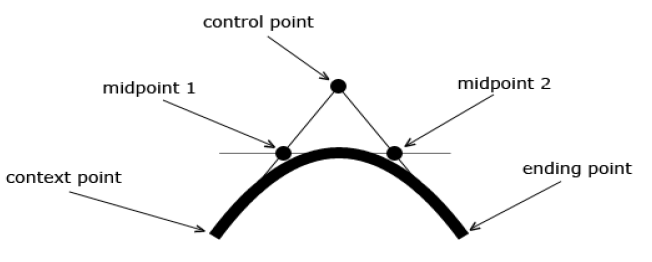 control point
midpoint 1
midpoint 2
context point
ending point